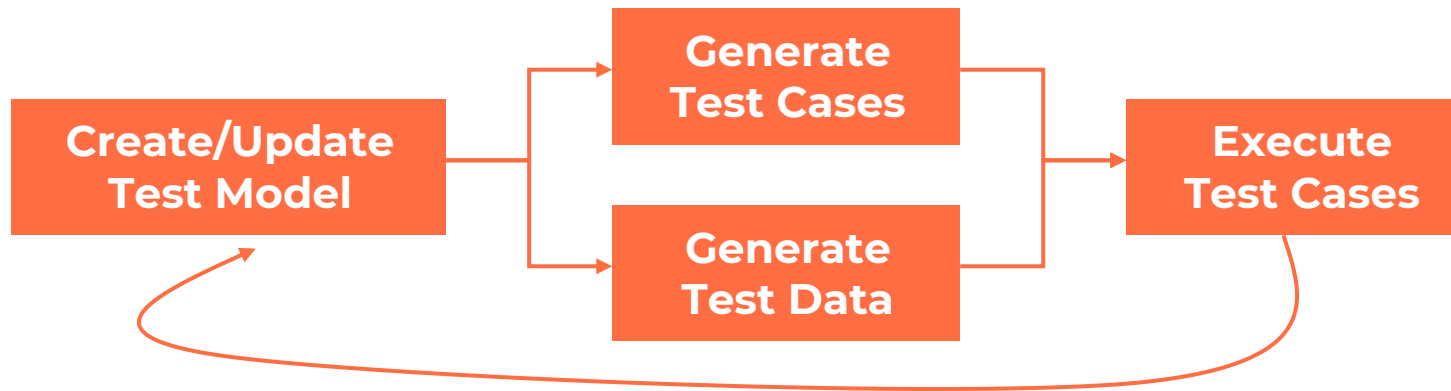 Create/Update
Test Model
Generate
Test Cases
Generate
Test Data
Execute
Test Cases